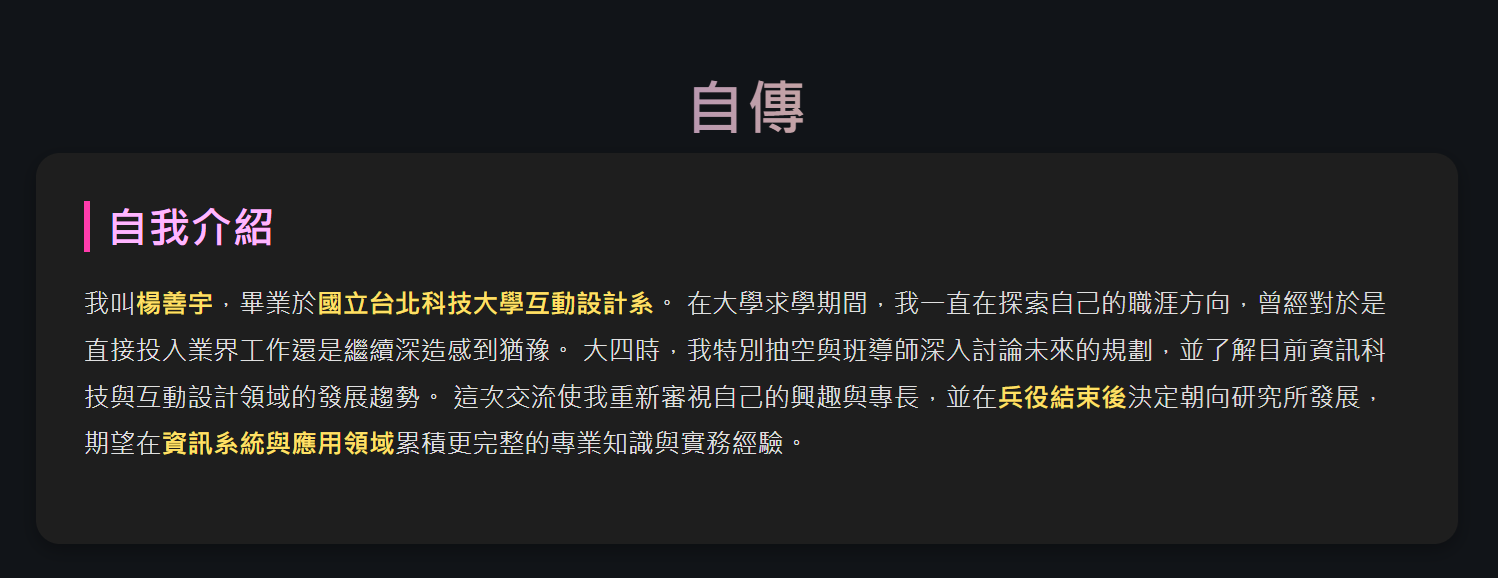 自傳
自我介紹
我叫楊善宇，畢業於國立台北科技大學互動設計系。 在大學求學期間，我一直在探索自己的職涯方向，曾經對於是
直接投入業界工作還是繼續深造感到猶豫。 大四時，我特別抽空與班導師深入討論未來的規劃，並了解目前資訊科
技與互動設計領域的發展趨勢。 這次交流使我重新審視自己的興趣與專長，並在兵役結束後決定朝向研究所發展，
期望在資訊系統與應用領域累積更完整的專業知識與實務經驗。